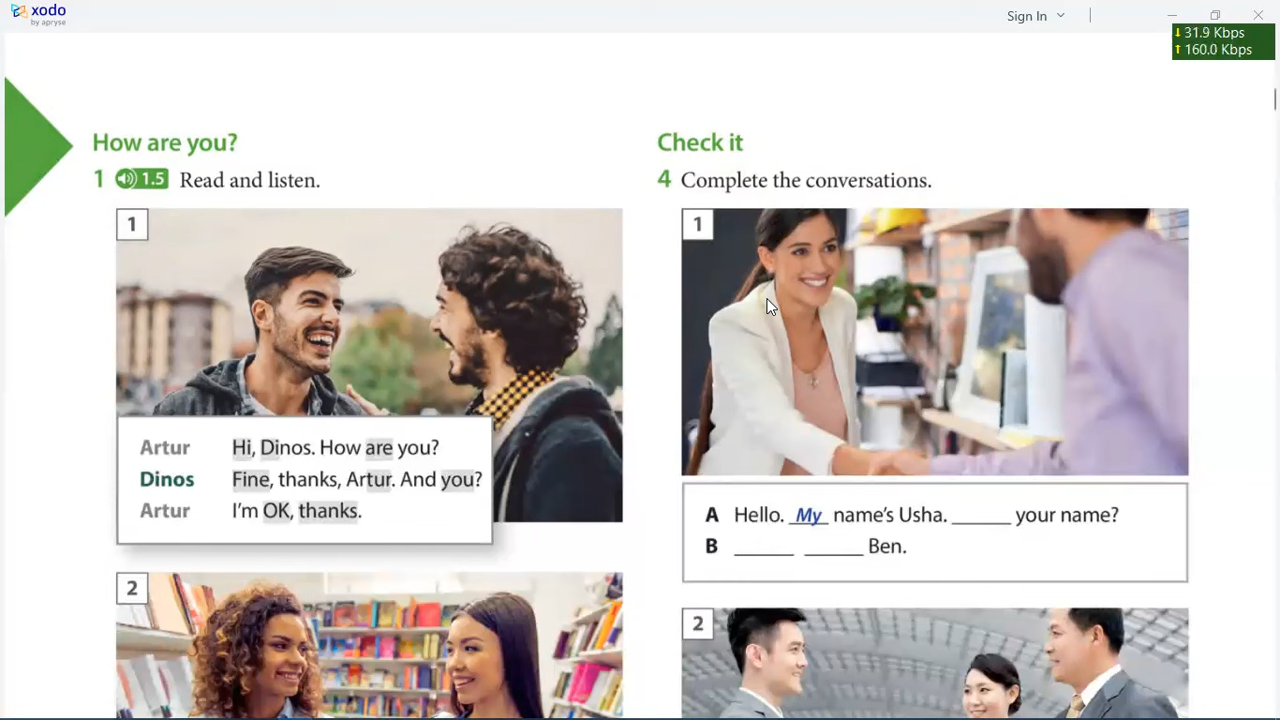 xodo
by apryse
Sign In
31.9 Kbps
160.0 Kbps
How are you?
1 1.5 Read and listen.
1
Artur Hi, Dinos. How are you?
Dinos Fine, thanks, Artur. And you?
Artur I'm OK, thanks.
2
Check it
4 Complete the conversations.
1
A Hello. My name's Usha. ______ your name?
B ______ ______ Ben.
2